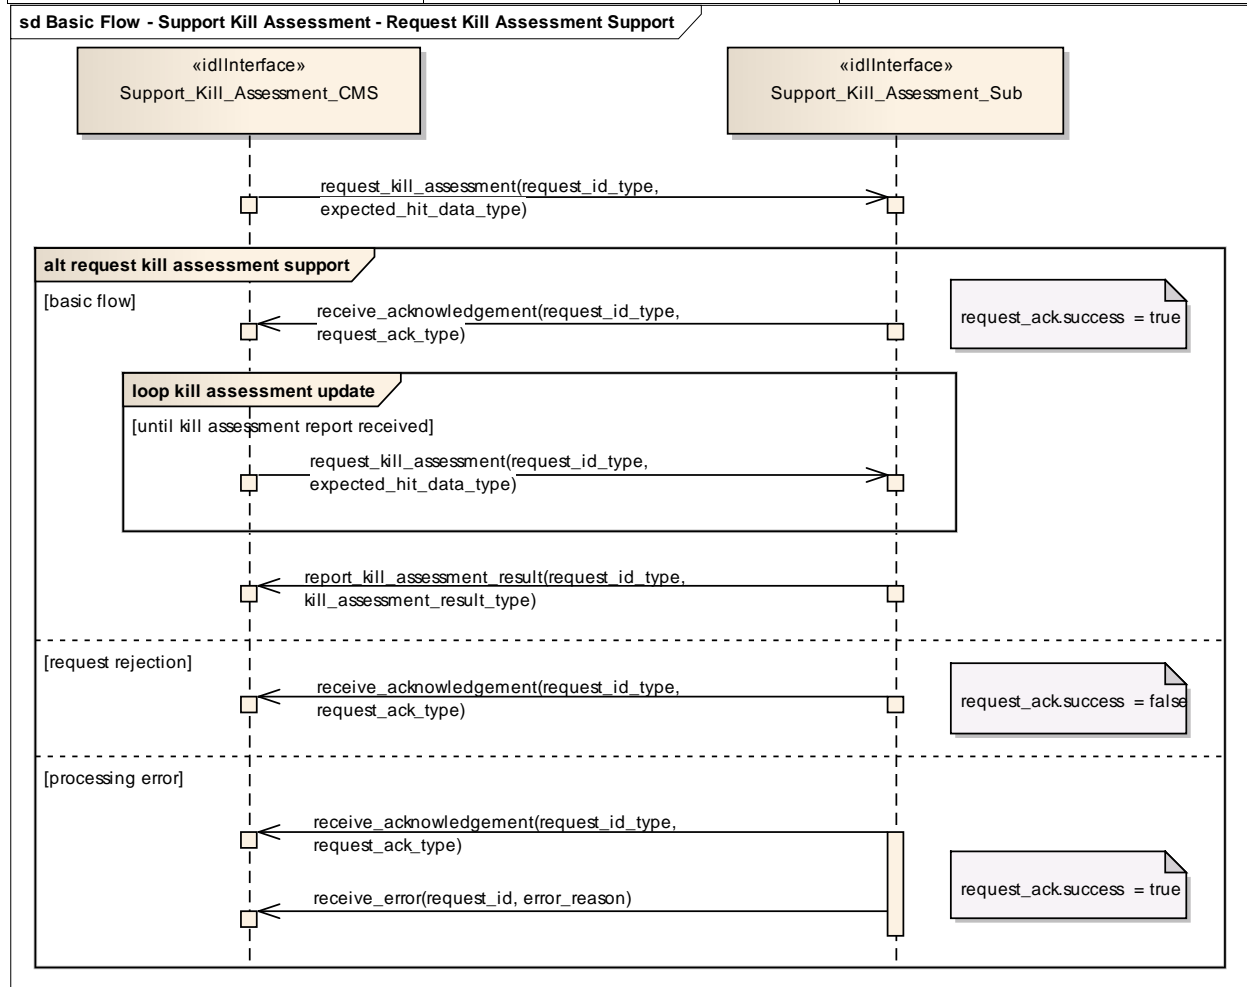 sd Basic Flow - Support Kill Assessment - Request Kill Assessment Support
«idlInterface»
Support_Kill_Assessment_CMS
«idlInterface»
Support_Kill_Assessment_Sub
request_kill_assessment(request_id_type,
expected_hit_data_type)
alt request kill assessment support
[basic flow]
receive_acknowledgement(request_id_type,
request_ack_type)
request_ack.success = true
loop kill assessment update
[until kill assessment report received]
request_kill_assessment(request_id_type,
expected_hit_data_type)
report_kill_assessment_result(request_id_type,
kill_assessment_result_type)
[request rejection]
receive_acknowledgement(request_id_type,
request_ack_type)
request_ack.success = false
[processing error]
receive_acknowledgement(request_id_type,
request_ack_type)
receive_error(request_id, error_reason)
request_ack.success = true